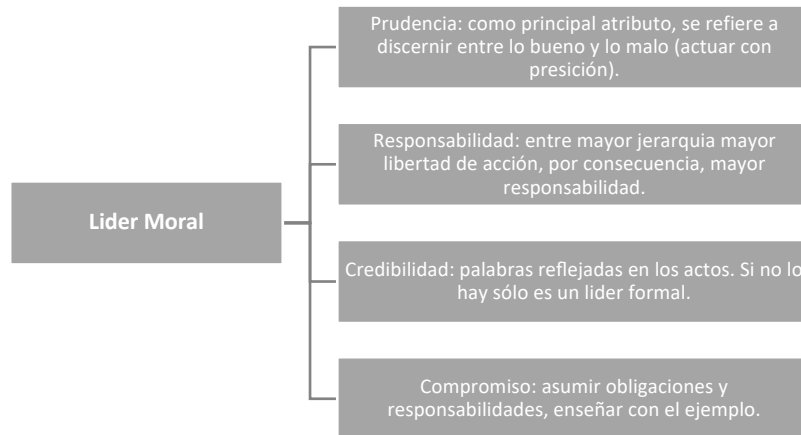 Prudencia: como principal atributo, se refiere a
discernir entre lo bueno y lo malo (actuar con
presición).
Responsabilidad: entre mayor jerarquia mayor
libertad de acción, por consecuencia, mayor
responsabilidad.
Lider Moral
Credibilidad: palabras reflejadas en los actos. Si no lo
hay sólo es un lider formal.
Compromiso: asumir obligaciones y
responsabilidades, enseñar con el ejemplo.